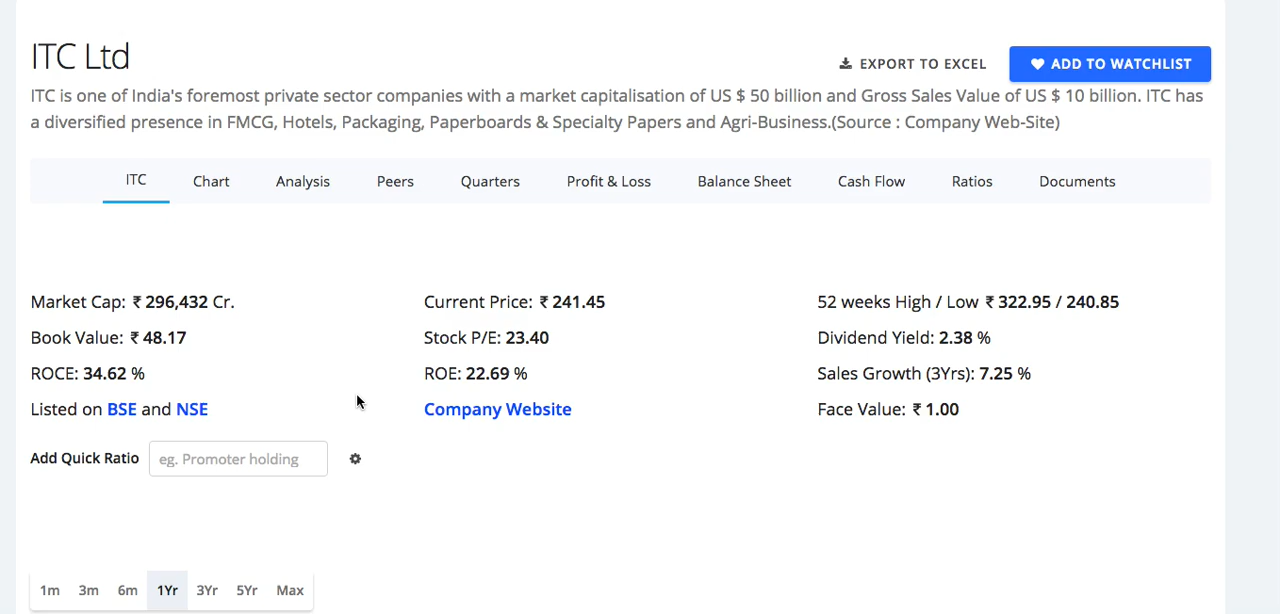 ITC Ltd
EXPORT TO EXCEL
ADD TO WATCHLIST
ITC is one of India's foremost private sector companies with a market capitalisation of US $ 50 billion and Gross Sales Value of US $ 10 billion. ITC has
a diversified presence in FMCG, Hotels, Packaging, Paperboards & Specialty Papers and Agri-Business.(Source : Company Web-Site)
ITC Chart Analysis Peers Quarters Profit & Loss Balance Sheet Cash Flow Ratios Documents
Market Cap: ₹ 296,432 Cr. Current Price: ₹ 241.45 52 weeks High / Low ₹ 322.95 / 240.85
Book Value: ₹ 48.17 Stock P/E: 23.40 Dividend Yield: 2.38 %
ROCE: 34.62 % ROE: 22.69 % Sales Growth (3Yrs): 7.25 %
Listed on BSE and NSE Company Website Face Value: ₹ 1.00
Add Quick Ratio eg. Promoter holding
1m 3m 6m 1Yr 3Yr 5Yr Max